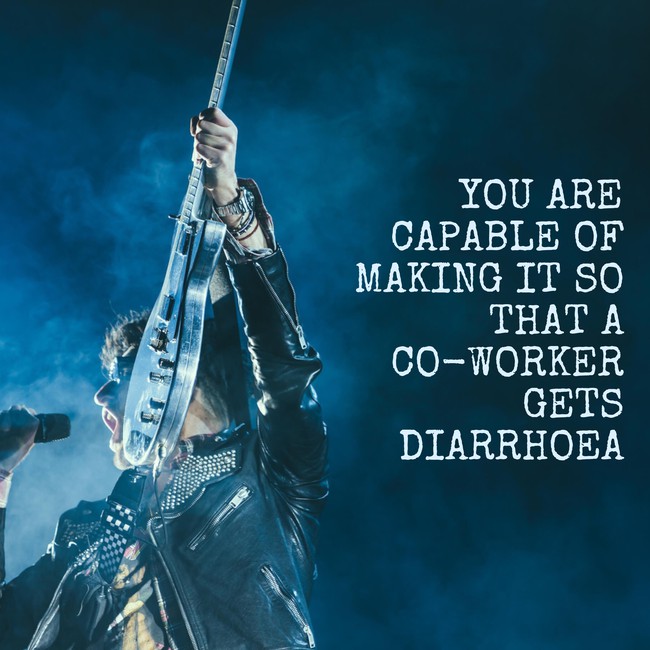 YOU ARE
CAPABLE OF
MAKING IT SO
THAT A
CO-WORKER
GETS
DIARRHOEA